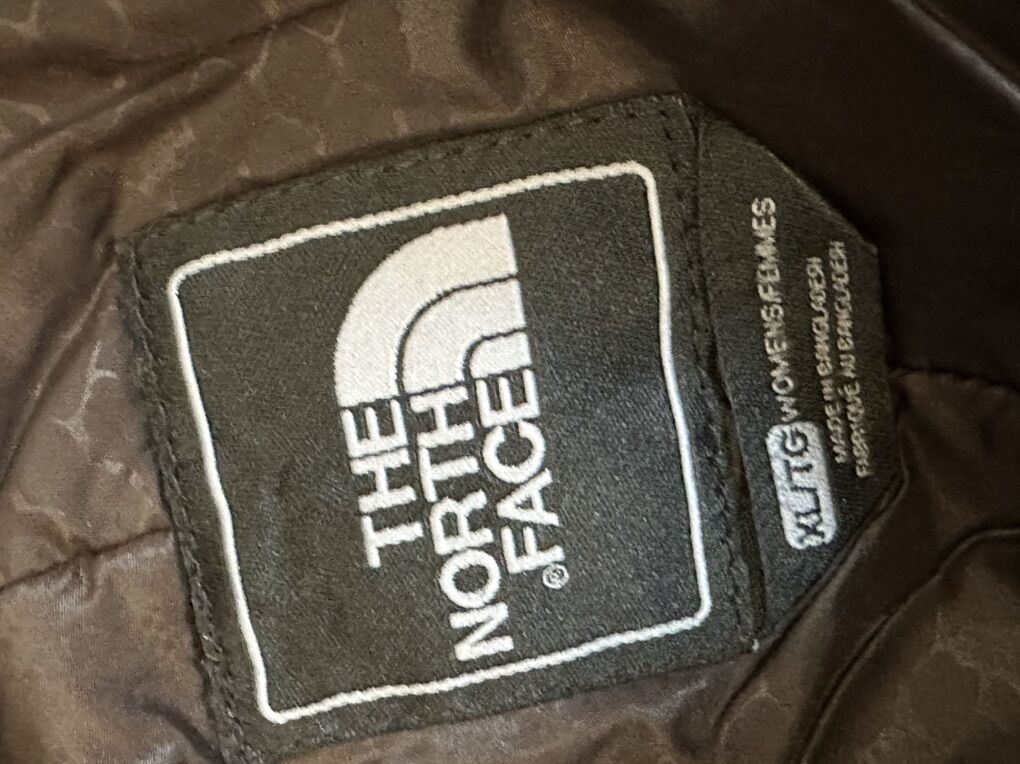 THE
NORTH
FACE®
XL/TG WOMENS/FEMMES
MADE IN BANGLADESH
FABRIQUÉ AU BANGLADESH